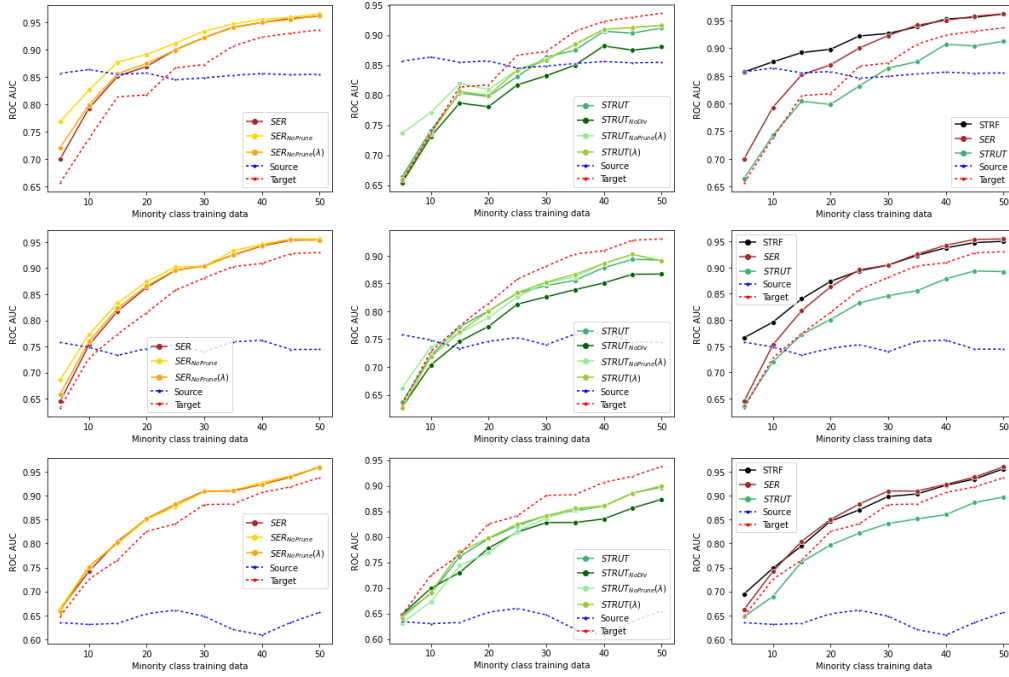 ROC AUC
0.95
0.90
0.85
0.80
0.75
0.70
0.65
SER
SER_NoPrune
SER_NoPrune(λ)
Source
Target
10 20 30 40 50
Minority class training data
ROC AUC
0.95
0.90
0.85
0.80
0.75
0.70
0.65
STRUT
STRUT_NoDiv
STRUT_NoPrune(λ)
STRUT(λ)
Source
Target
10 20 30 40 50
Minority class training data
ROC AUC
0.95
0.90
0.85
0.80
0.75
0.70
0.65
STRF
SER
STRUT
Source
Target
10 20 30 40 50
Minority class training data
ROC AUC
0.95
0.90
0.85
0.80
0.75
0.70
0.65
SER
SER_NoPrune
SER_NoPrune(λ)
Source
Target
10 20 30 40 50
Minority class training data
ROC AUC
0.95
0.90
0.85
0.80
0.75
0.70
0.65
STRUT
STRUT_NoDiv
STRUT_NoPrune(λ)
STRUT(λ)
Source
Target
10 20 30 40 50
Minority class training data
ROC AUC
0.95
0.90
0.85
0.80
0.75
0.70
0.65
STRF
SER
STRUT
Source
Target
10 20 30 40 50
Minority class training data
ROC AUC
0.95
0.90
0.85
0.80
0.75
0.70
0.65
0.60
SER
SER_NoPrune
SER_NoPrune(λ)
Source
Target
10 20 30 40 50
Minority class training data
ROC AUC
0.95
0.90
0.85
0.80
0.75
0.70
0.65
0.60
STRUT
STRUT_NoDiv
STRUT_NoPrune(λ)
STRUT(λ)
Source
Target
10 20 30 40 50
Minority class training data
ROC AUC
0.95
0.90
0.85
0.80
0.75
0.70
0.65
0.60
STRF
SER
STRUT
Source
Target
10 20 30 40 50
Minority class training data